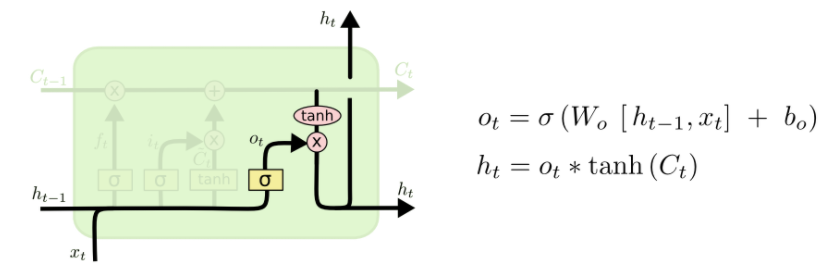 h_t
C_{t-1}
C_t
x
+
tanh
f_t
i_t
x
o_t
x
C̃_t
σ
σ
tanh
σ
h_{t-1}
h_t
x_t
o_t = σ (W_o [h_{t-1}, x_t] + b_o)
h_t = o_t * tanh (C_t)